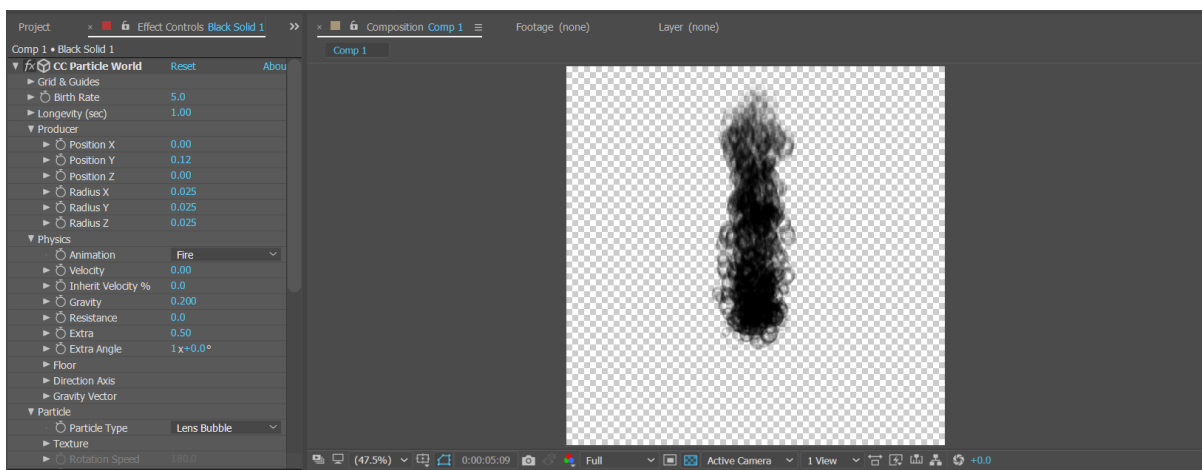 Project × Effect Controls Black Solid 1 »
× Composition Comp 1 ≡ Footage (none) Layer (none)
Comp 1 • Black Solid 1
Comp 1
fx CC Particle World Reset Abou
Grid & Guides
Birth Rate 5.0
Longevity (sec) 1.00
Producer
Position X 0.00
Position Y 0.12
Position Z 0.00
Radius X 0.025
Radius Y 0.025
Radius Z 0.025
Physics
Animation Fire
Velocity 0.00
Inherit Velocity % 0.0
Gravity 0.200
Resistance 0.0
Extra 0.50
Extra Angle 1x+0.0°
Floor
Direction Axis
Gravity Vector
Particle
Particle Type Lens Bubble
Texture
Rotation Speed 180.0
(47.5%) 0:00:05:09 Full Active Camera 1 View +0.0